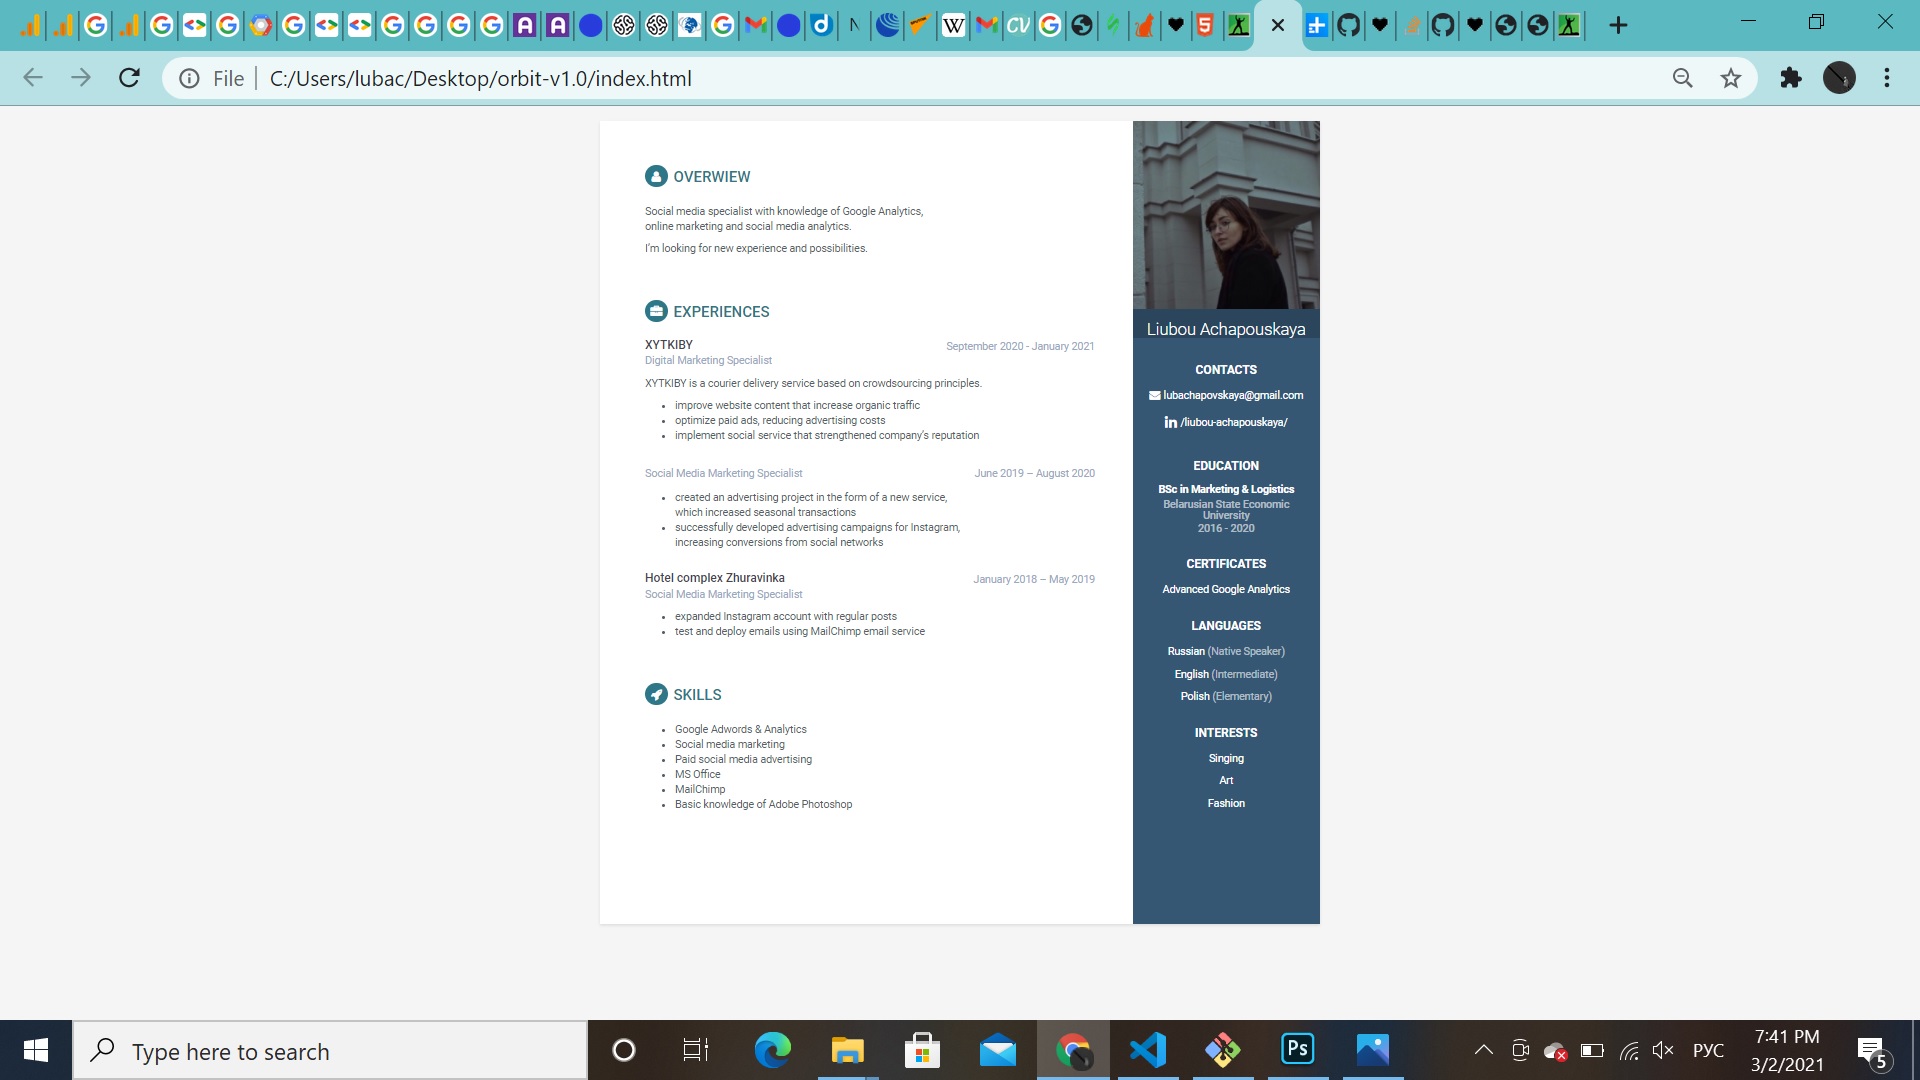 File
C:/Users/lubac/Desktop/orbit-v1.0/index.html
OVERWIEW
Social media specialist with knowledge of Google Analytics,
online marketing and social media analytics.
I'm looking for new experience and possibilities.
EXPERIENCES
XYTKIBY
September 2020 - January 2021
Digital Marketing Specialist
XYTKIBY is a courier delivery service based on crowdsourcing principles.
• improve website content that increase organic traffic
• optimize paid ads, reducing advertising costs
• implement social service that strengthened company's reputation
Social Media Marketing Specialist
June 2019 – August 2020
• created an advertising project in the form of a new service,
which increased seasonal transactions
• successfully developed advertising campaigns for Instagram,
increasing conversions from social networks
Hotel complex Zhuravinka
January 2018 – May 2019
Social Media Marketing Specialist
• expanded Instagram account with regular posts
• test and deploy emails using MailChimp email service
SKILLS
• Google Adwords & Analytics
• Social media marketing
• Paid social media advertising
• MS Office
• MailChimp
• Basic knowledge of Adobe Photoshop
Liubou Achapouskaya
CONTACTS
lubachapovskaya@gmail.com
in /liubou-achapouskaya/
EDUCATION
BSc in Marketing & Logistics
Belarusian State Economic
University
2016 - 2020
CERTIFICATES
Advanced Google Analytics
LANGUAGES
Russian (Native Speaker)
English (Intermediate)
Polish (Elementary)
INTERESTS
Singing
Art
Fashion
Type here to search
Ps
РУС
7:41 PM
3/2/2021
5